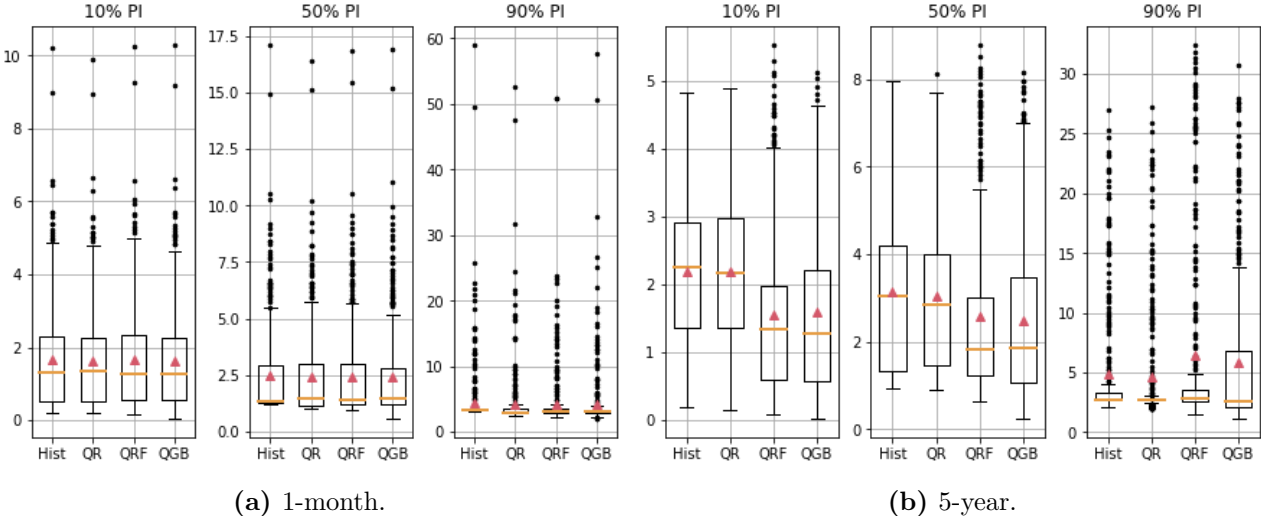 10% PI
50% PI
90% PI
10% PI
50% PI
90% PI
10
8
6
4
2
0
17.5
15.0
12.5
10.0
7.5
5.0
2.5
0.0
60
50
40
30
20
10
0
5
4
3
2
1
0
8
6
4
2
0
30
25
20
15
10
5
0
Hist QR QRF QGB
Hist QR QRF QGB
Hist QR QRF QGB
Hist QR QRF QGB
Hist QR QRF QGB
Hist QR QRF QGB
(a) 1-month.
(b) 5-year.